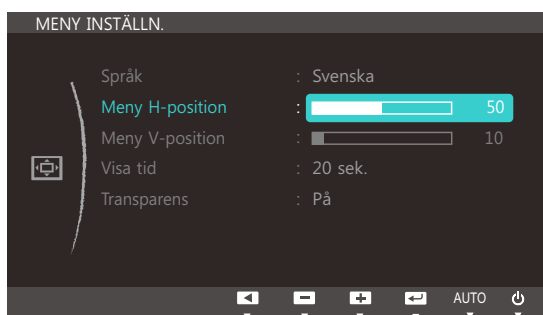 MENY INSTÄLLN.
Språk : Svenska
Meny H-position : 50
Meny V-position : 10
Visa tid : 20 sek.
Transparens : På
AUTO